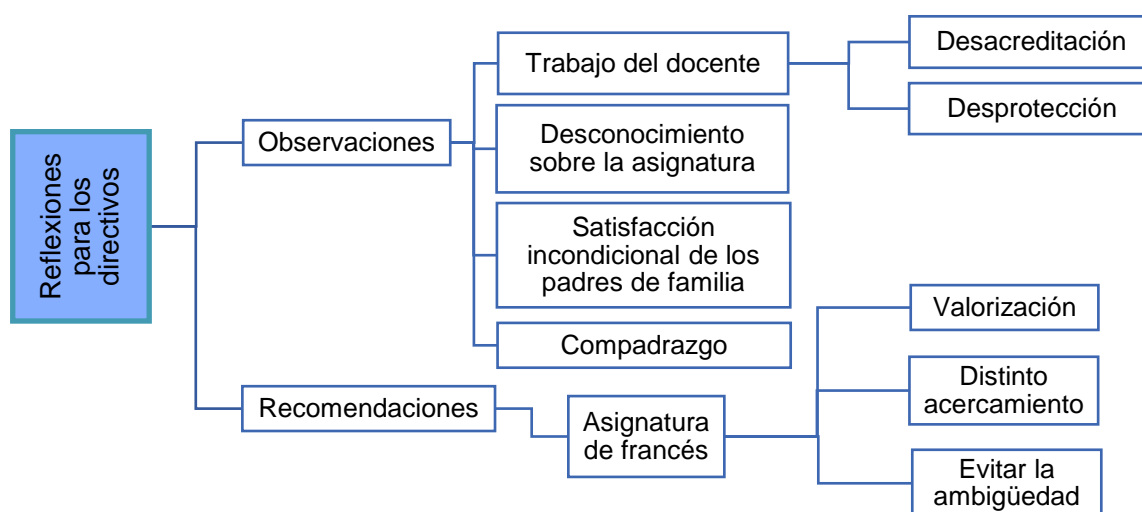 Reflexiones
para los
directivos
Observaciones
Trabajo del docente
Desacreditación
Desprotección
Desconocimiento
sobre la asignatura
Satisfacción
incondicional de los
padres de familia
Compadrazgo
Recomendaciones
Asignatura
de francés
Valorización
Distinto
acercamiento
Evitar la
ambigüedad